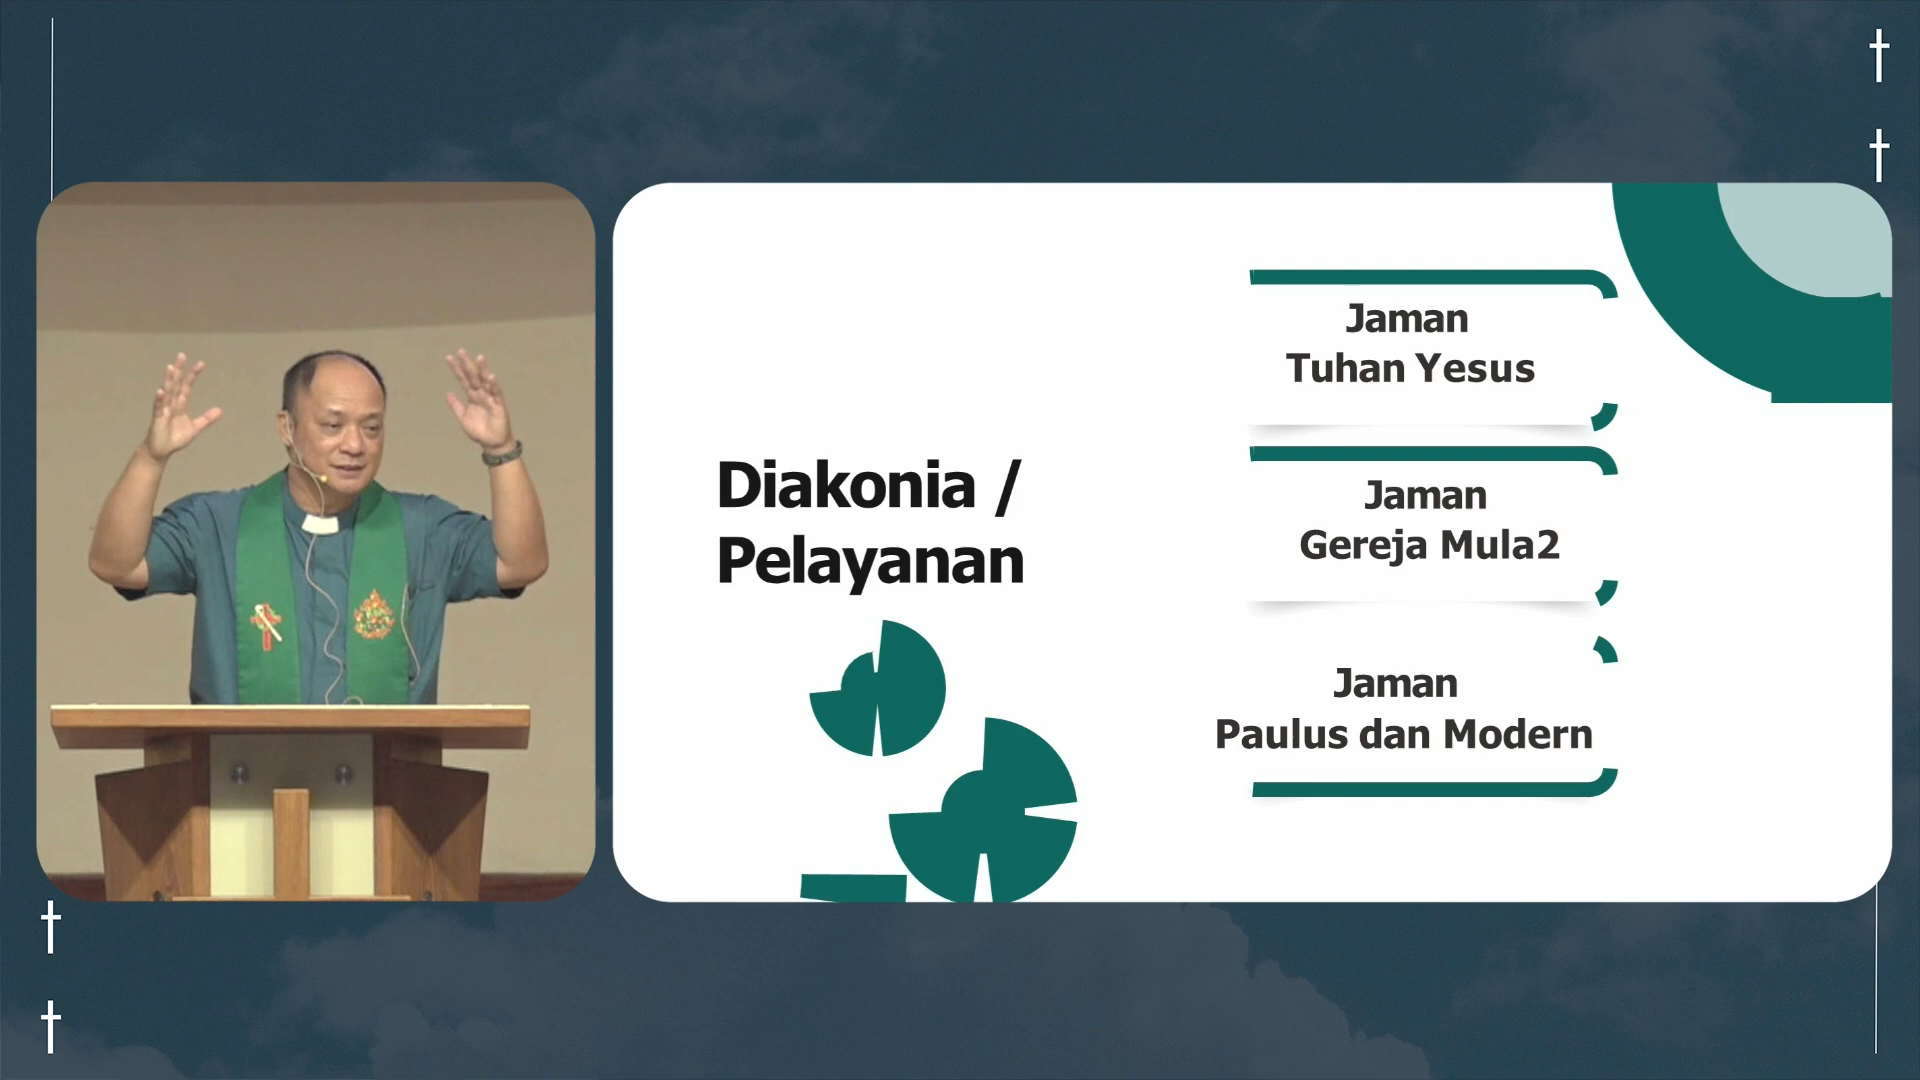 Diakonia /
Pelayanan
Jaman
Tuhan Yesus
Jaman
Gereja Mula2
Jaman
Paulus dan Modern